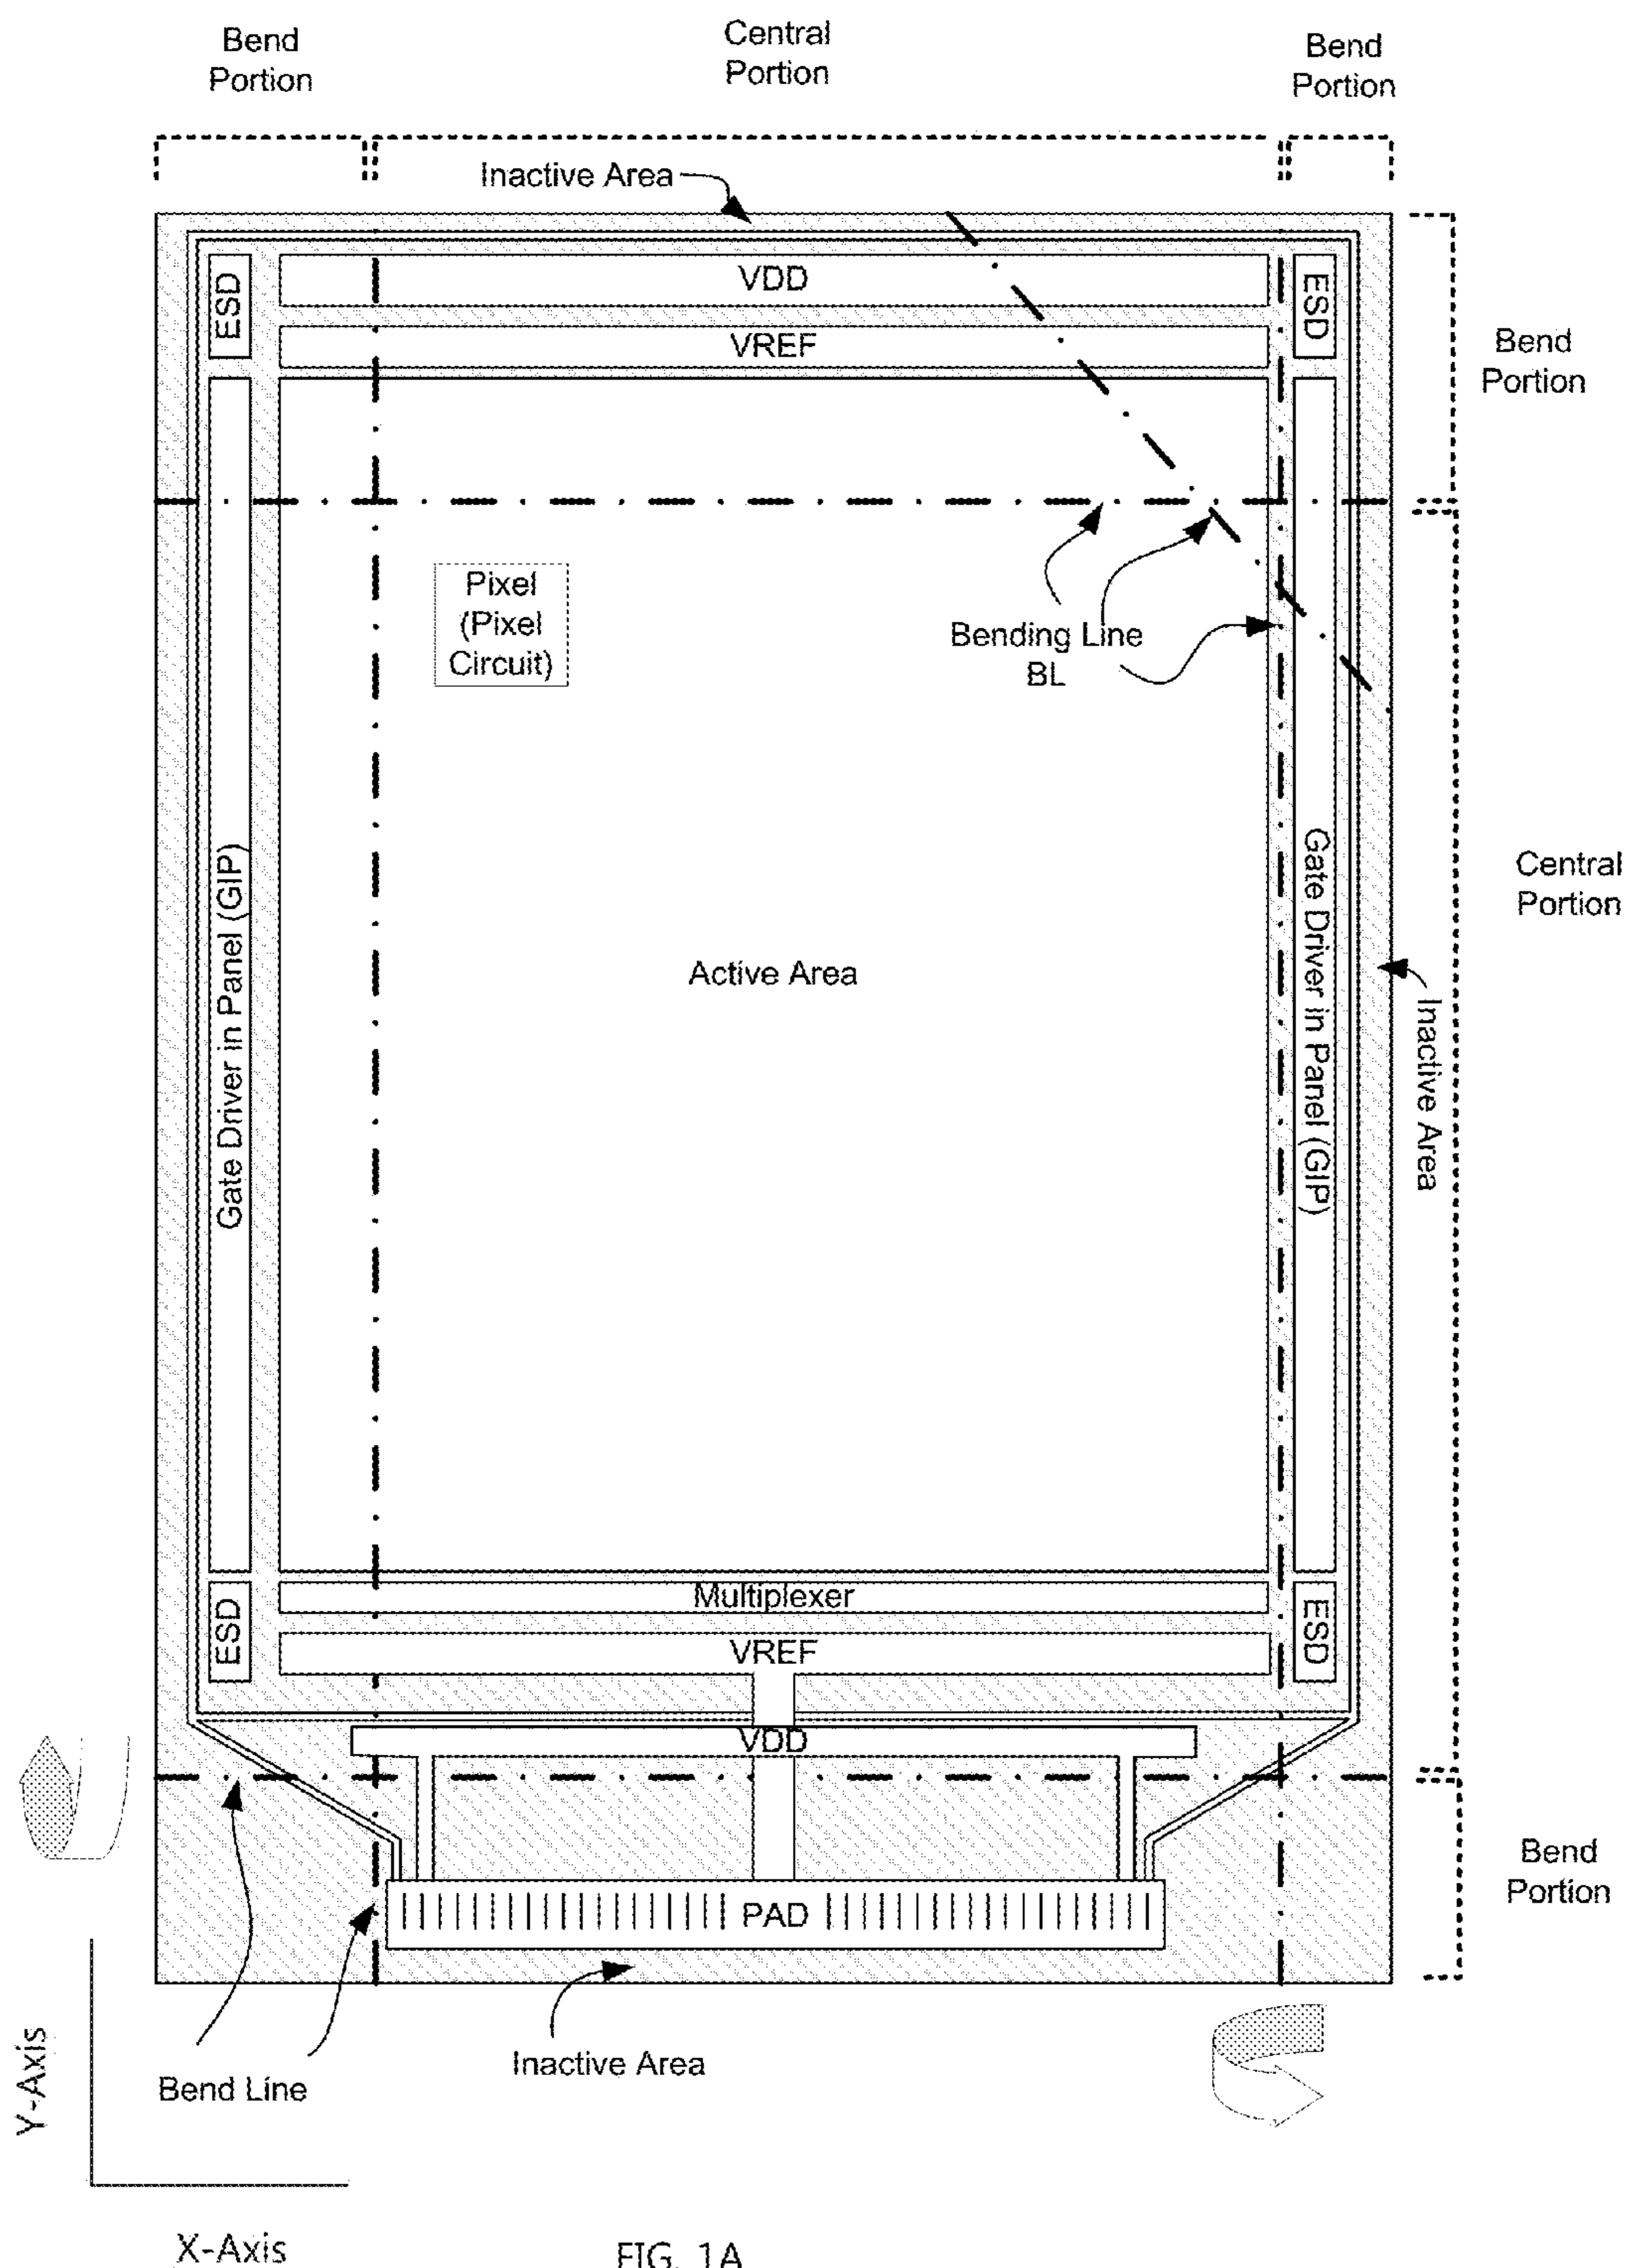 Bend
Portion
Central
Portion
Bend
Portion
Inactive Area
ESD
VDD
ESD
VREF
Bend
Portion
Pixel
(Pixel
Circuit)
Bending Line
BL
Central
Portion
Gate Driver in Panel (GIP)
Active Area
Gate Driver in Panel (GIP)
Inactive Area
ESD
Multiplexer
ESD
VREF
VDD
Bend
Portion
PAD
Inactive Area
Bend Line
Y-Axis
X-Axis
FIG. 1A